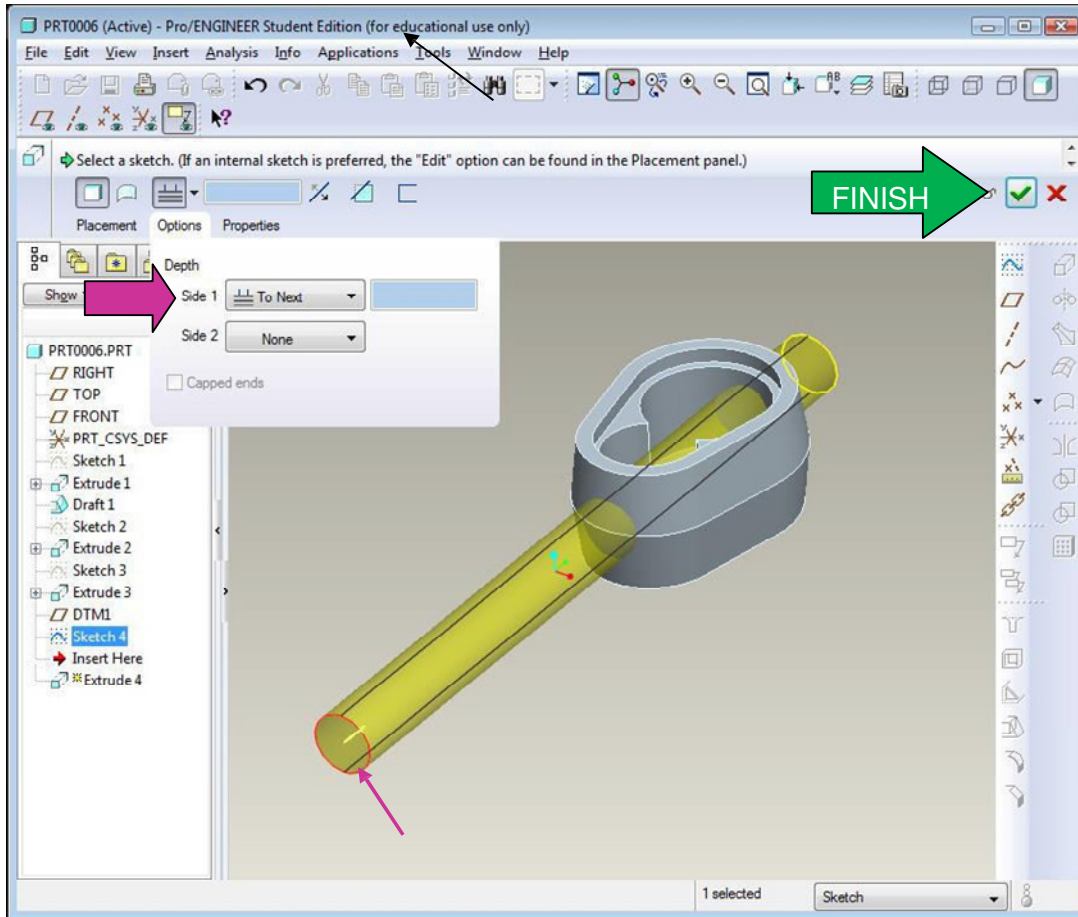 PRT0006 (Active) - Pro/ENGINEER Student Edition (for educational use only)
File Edit View Insert Analysis Info Applications Tools Window Help
Select a sketch. (If an internal sketch is preferred, the "Edit" option can be found in the Placement panel.)
FINISH
Placement Options Properties
Depth
Show
Side 1 To Next
Side 2 None
Capped ends
PRT0006.PRT
RIGHT
TOP
FRONT
PRT_CSYS_DEF
Sketch 1
Extrude 1
Draft 1
Sketch 2
Extrude 2
Sketch 3
Extrude 3
DTM1
Sketch 4
Insert Here
Extrude 4
1 selected Sketch